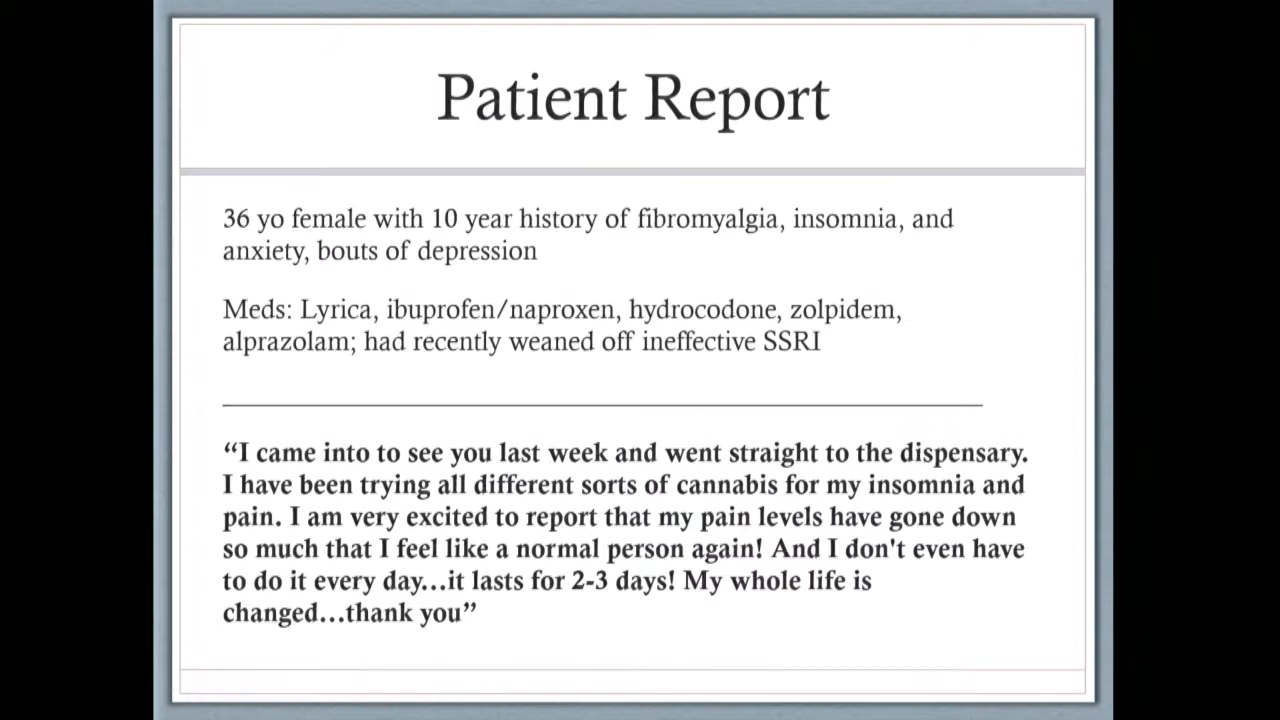 Patient Report
36 yo female with 10 year history of fibromyalgia, insomnia, and
anxiety, bouts of depression
Meds: Lyrica, ibuprofen/naproxen, hydrocodone, zolpidem,
alprazolam; had recently weaned off ineffective SSRI
“I came into to see you last week and went straight to the dispensary.
I have been trying all different sorts of cannabis for my insomnia and
pain. I am very excited to report that my pain levels have gone down
so much that I feel like a normal person again! And I don't even have
to do it every day…it lasts for 2-3 days! My whole life is
changed…thank you”